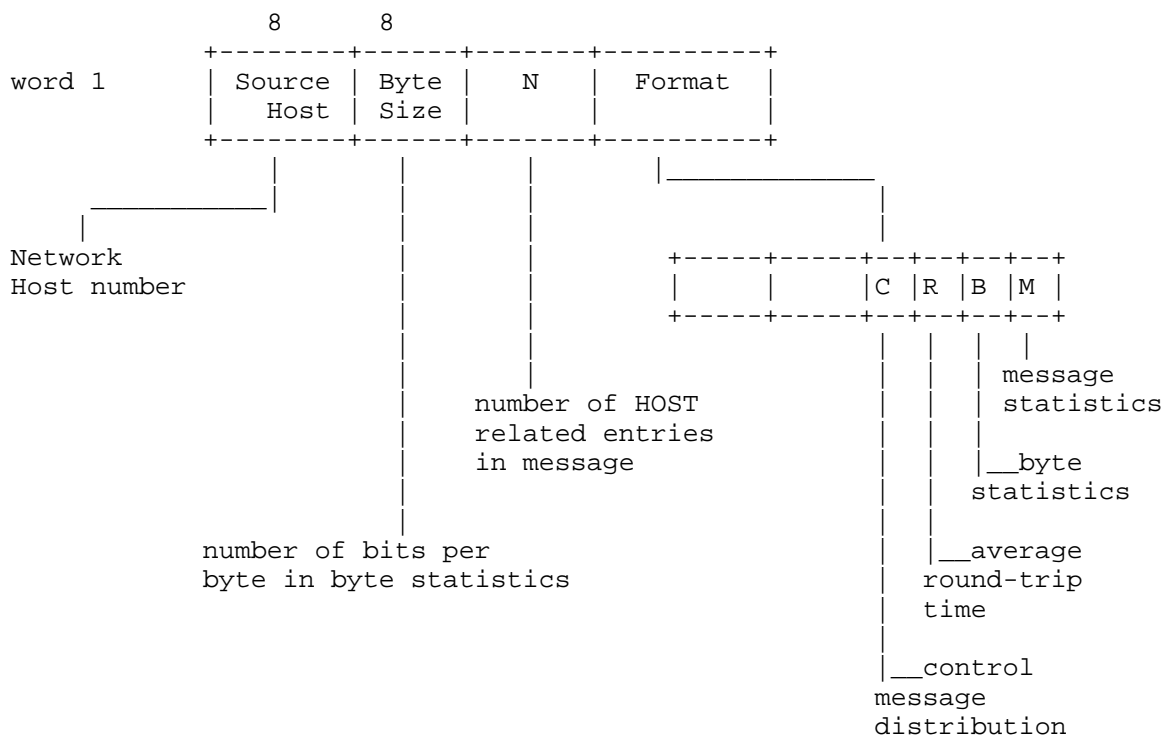 8 8
word 1 Source Byte N Format
Host Size
Network
Host number
C R B M
message
number of HOST statistics
related entries
in message
byte
statistics
number of bits per average
byte in byte statistics round-trip
time
control
message
distribution